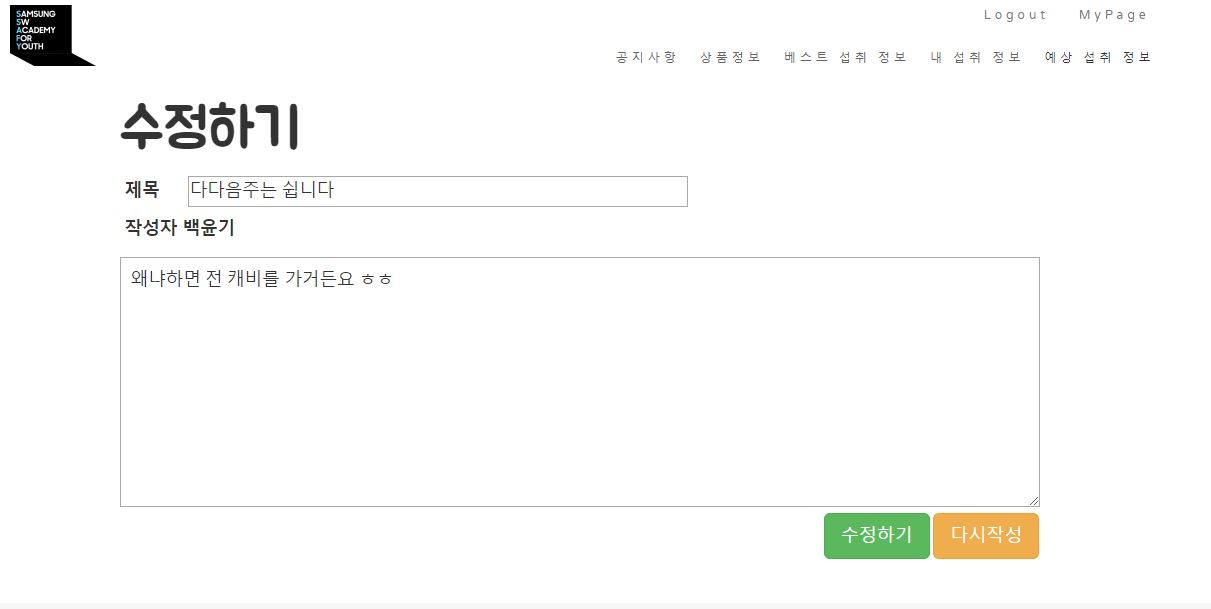 SAMSUNG
SW
ACADEMY
FOR
YOUTH
Logout MyPage
공지사항 상품정보 베스트 섭취 정보 내 섭취 정보 예상 섭취 정보
수정하기
제목 다다음주는 쉽니다
작성자 백윤기
왜냐하면 전 캐비를 가거든요 ㅎㅎ
수정하기 다시작성